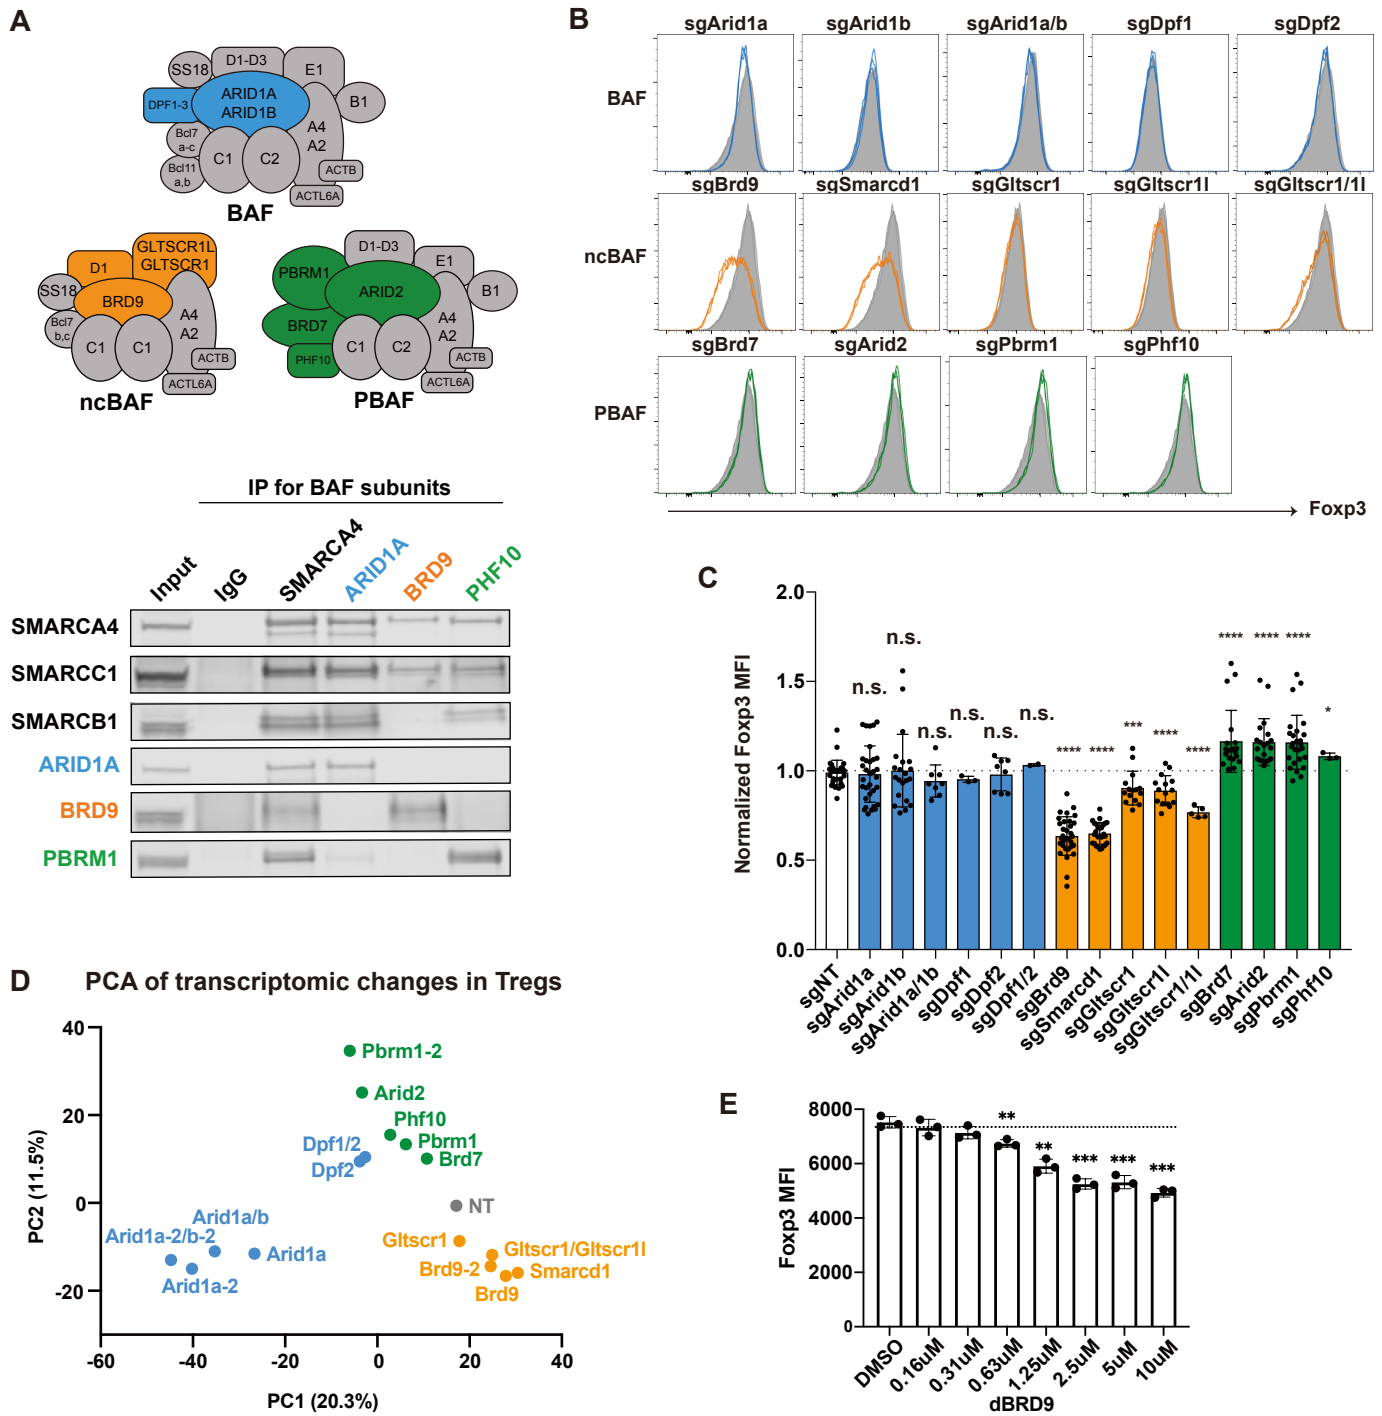 A
SS18
D1-D3
E1
DPF1-3
ARID1A
ARID1B
B1
Bcl7
a-c
A4
A2
C1
C2
Bcl11
a,b
ACTB
ACTL6A
BAF
GLTSCR1L
GLTSCR1
D1
SS18
BRD9
Bcl7
b,c
A4
A2
C1
C1
ACTB
ACTL6A
ncBAF
D1-D3
PBRM1
E1
ARID2
B1
BRD7
A4
A2
PHF10
C1
C2
ACTB
ACTL6A
PBAF
IP for BAF subunits
Input
IgG
SMARCA4
ARID1A
BRD9
PHF10
SMARCA4
SMARCC1
SMARCB1
ARID1A
BRD9
PBRM1
B
sgArid1a
sgArid1b
sgArid1a/b
sgDpf1
sgDpf2
BAF
sgBrd9
sgSmarcd1
sgGltscr1
sgGltscr1l
sgGltscr1/1l
ncBAF
sgBrd7
sgArid2
sgPbrm1
sgPhf10
PBAF
Foxp3
C
Normalized Foxp3 MFI
2.0
1.5
1.0
0.5
0.0
n.s.
n.s.
n.s.
n.s.
n.s.
n.s.
****
****
***
****
****
****
****
****
*
sgNT
sgArid1a
sgArid1b
sgArid1a/1b
sgDpf1
sgDpf2
sgDpf1/2
sgBrd9
sgSmarcd1
sgGltscr1
sgGltscr1l
sgGltscr1/1l
sgBrd7
sgArid2
sgPbrm1
sgPhf10
D
PCA of transcriptomic changes in Tregs
PC2 (11.5%)
40
20
0
-20
Pbrm1-2
Arid2
Phf10
Pbrm1
Brd7
Dpf1/2
Dpf2
NT
Arid1a/b
Arid1a-2/b-2
Arid1a
Arid1a-2
Gltscr1
Gltscr1/Gltscr1l
Brd9-2
Smarcd1
Brd9
-60
-40
-20
0
20
40
PC1 (20.3%)
E
Foxp3 MFI
8000
6000
4000
2000
0
**
**
***
***
***
DMSO
0.16uM
0.31uM
0.63uM
1.25uM
2.5uM
5uM
10uM
dBRD9